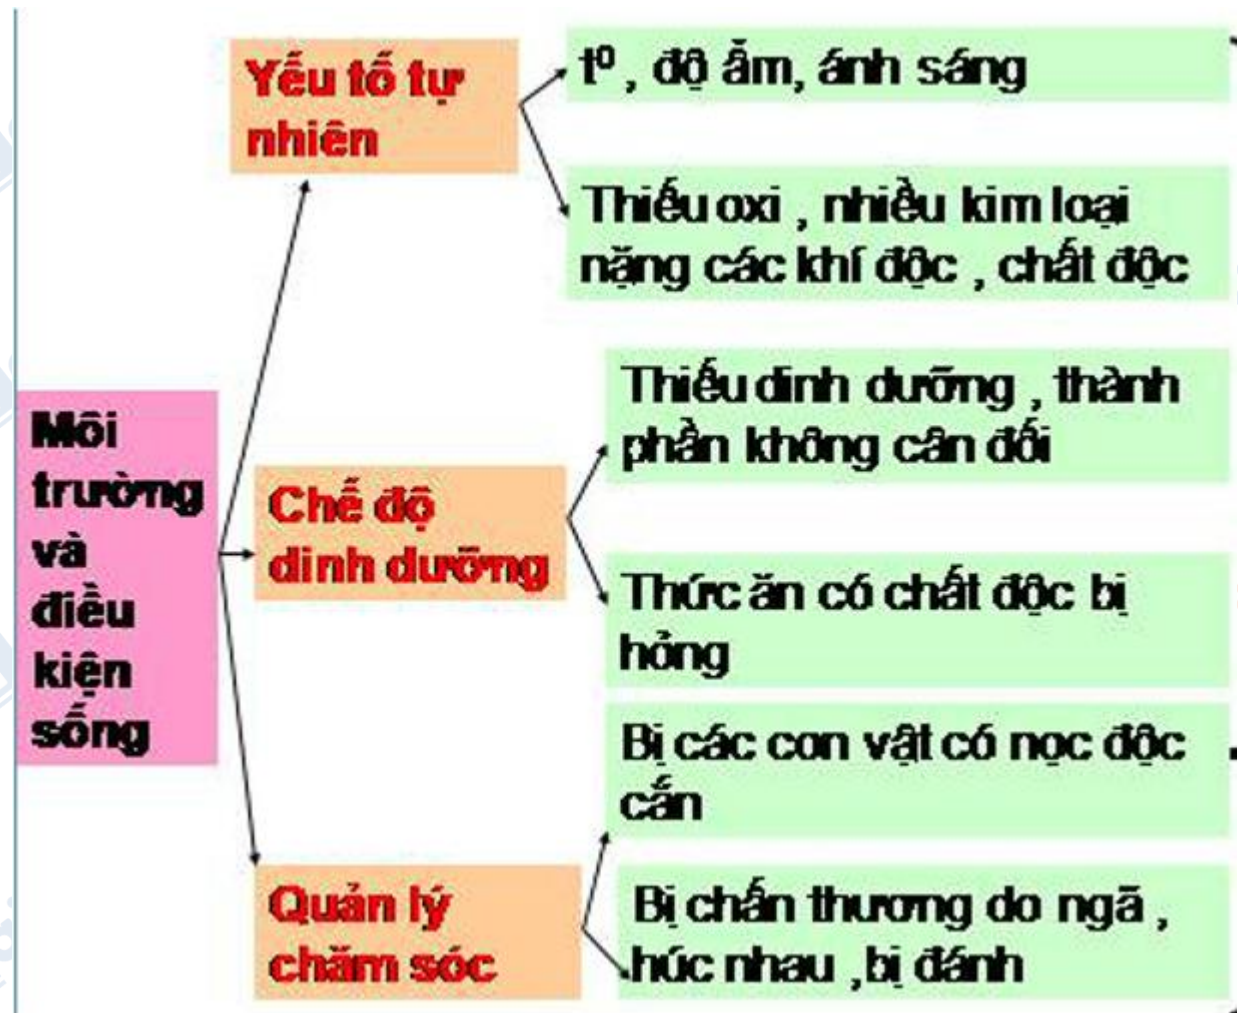 Yếu tố tự
nhiên
tº , độ ẩm, ánh sáng
Thiếu oxi , nhiều kim loại
nặng các khí độc , chất độc
Môi
trường
và
điều
kiện
sống
Chế độ
dinh dưỡng
Thiếu dinh dưỡng , thành
phần không cân đối
Thức ăn có chất độc bị
hỏng
Quản lý
chăm sóc
Bị các con vật có nọc độc
cắn
Bị chấn thương do ngã ,
húc nhau ,bị đánh